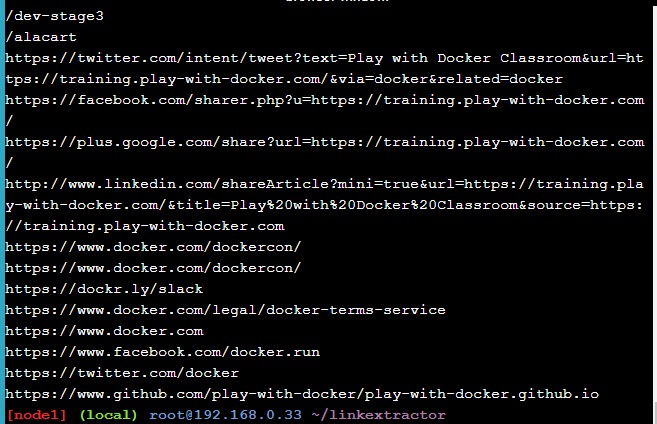 /dev-stage3
/alacart
https://twitter.com/intent/tweet?text=Play with Docker Classroom&url=ht
tps://training.play-with-docker.com/&via=docker&related=docker
https://facebook.com/sharer.php?u=https://training.play-with-docker.com
/
https://plus.google.com/share?url=https://training.play-with-docker.com
/
http://www.linkedin.com/shareArticle?mini=true&url=https://training.pla
y-with-docker.com/&title=Play%20with%20Docker%20Classroom&source=https:
//training.play-with-docker.com
https://www.docker.com/dockercon/
https://www.docker.com/dockercon/
https://dockr.ly/slack
https://www.docker.com/legal/docker-terms-service
https://www.docker.com
https://www.facebook.com/docker.run
https://twitter.com/docker
https://www.github.com/play-with-docker/play-with-docker.github.io
[node1] (local) root@192.168.0.33 ~/linkextractor